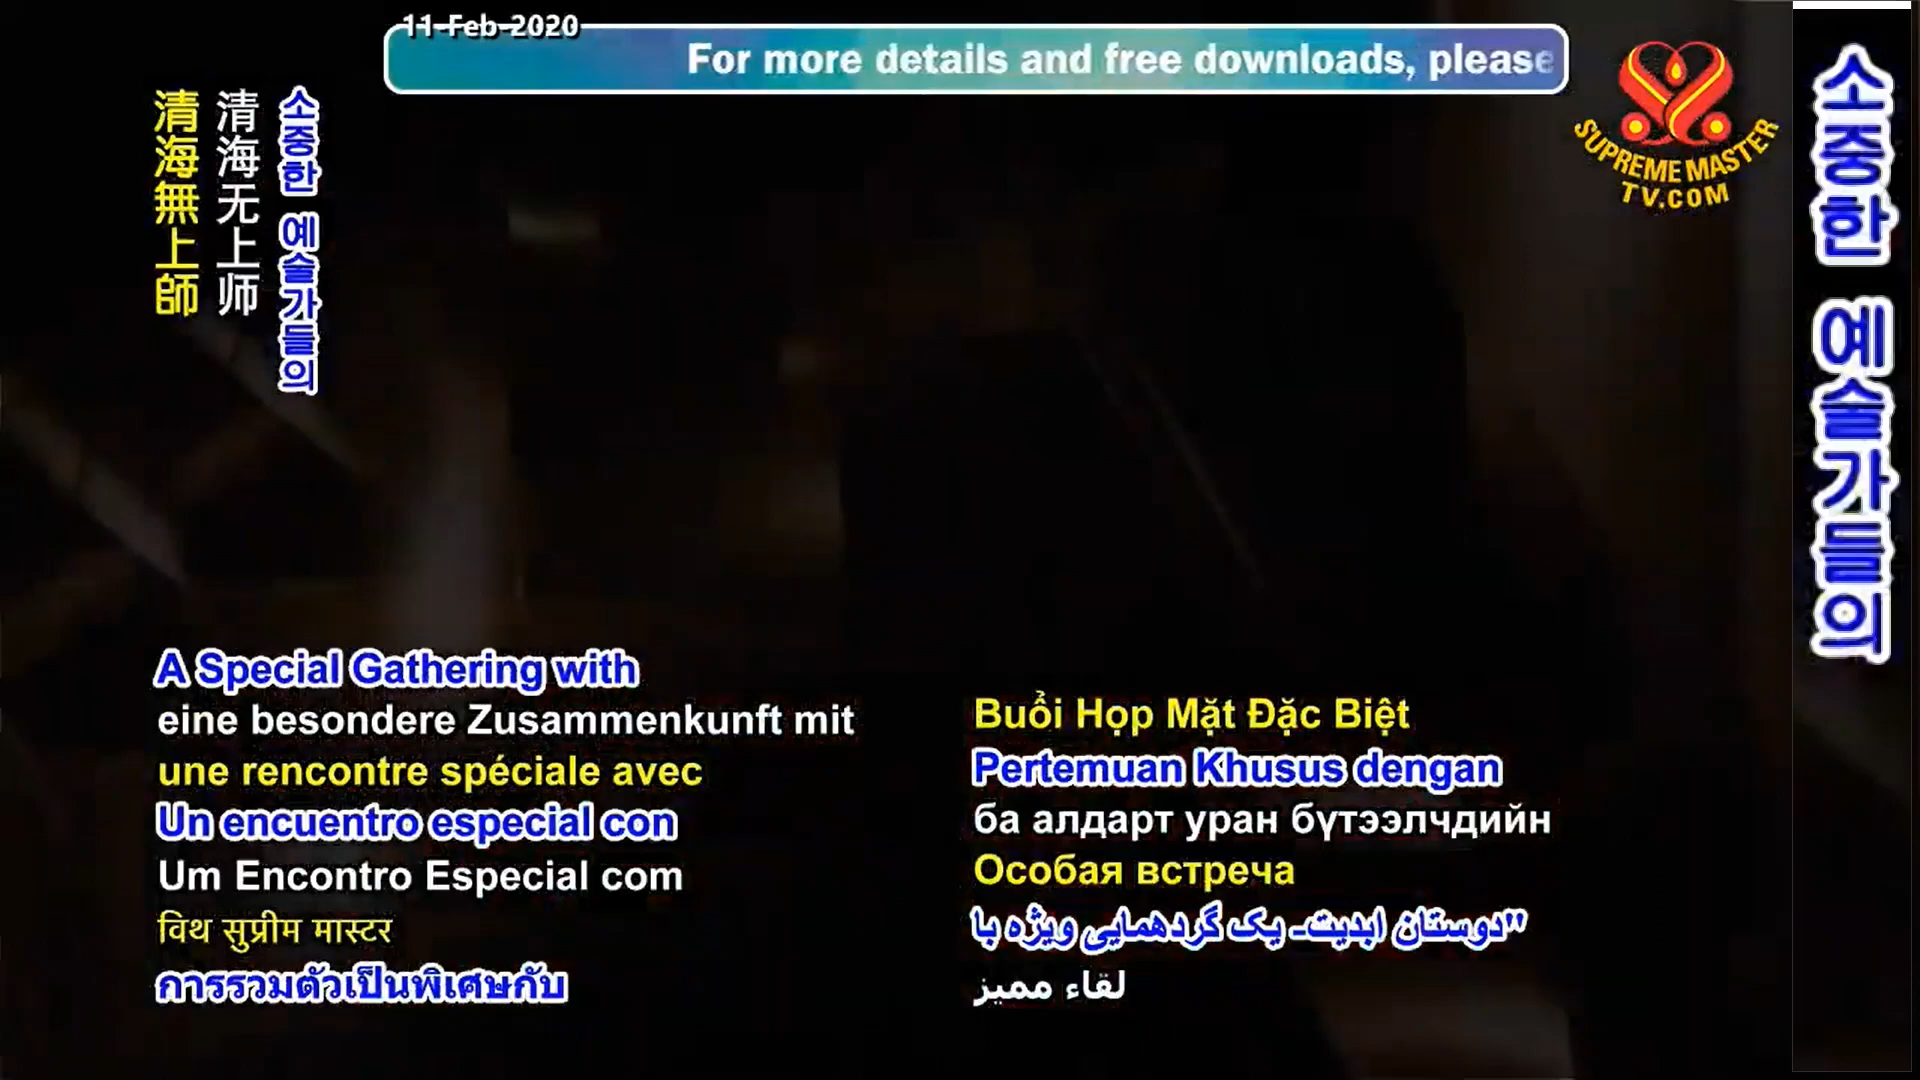 11-Feb-2020
For more details and free downloads, please
SUPREME MASTER
TV.COM
清海無上師
清海无上师
소중한 예술가들의
소중한 예술가들의
A Special Gathering with
eine besondere Zusammenkunft mit
une rencontre spéciale avec
Un encuentro especial con
Um Encontro Especial com
विथ सुप्रीम मास्टर
การรวมตัวเป็นพิเศษกับ
Buổi Họp Mặt Đặc Biệt
Pertemuan Khusus dengan
ба алдарт уран бүтээлчдийн
Особая встреча
"دوستان ابدیت- یک گردهمایی ویژه با
لقاء مميز